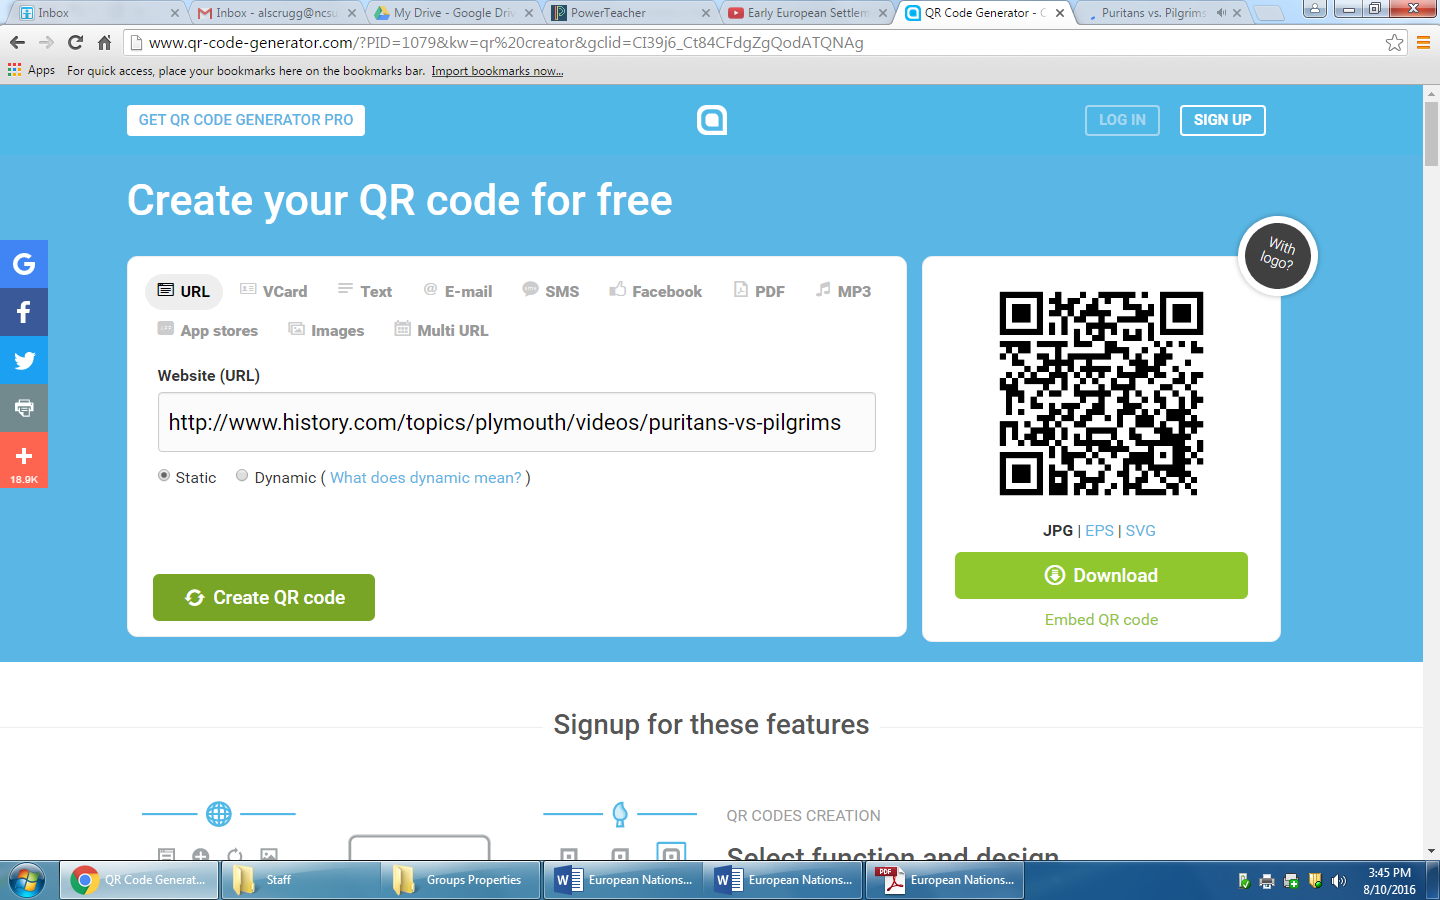 Inbox
Inbox - alscrugg@ncsu
My Drive - Google Driv
PowerTeacher
Early European Settlem
QR Code Generator - C
Puritans vs. Pilgrims
www.qr-code-generator.com/?PID=1079&kw=qr%20creator&gclid=CI39j6_Ct84CFdgZgQodATQNAg
Apps For quick access, place your bookmarks here on the bookmarks bar. Import bookmarks now...
GET QR CODE GENERATOR PRO
LOG IN
SIGN UP
Create your QR code for free
With
logo?
URL VCard Text E-mail SMS Facebook PDF MP3
App stores Images Multi URL
Website (URL)
http://www.history.com/topics/plymouth/videos/puritans-vs-pilgrims
Static Dynamic ( What does dynamic mean? )
Create QR code
JPG | EPS | SVG
Download
Embed QR code
18.9K
Signup for these features
QR CODES CREATION
Select function and design
QR Code Generat...
Staff
Groups Properties
European Nations...
European Nations...
PDF
European Nations...
3:45 PM
8/10/2016